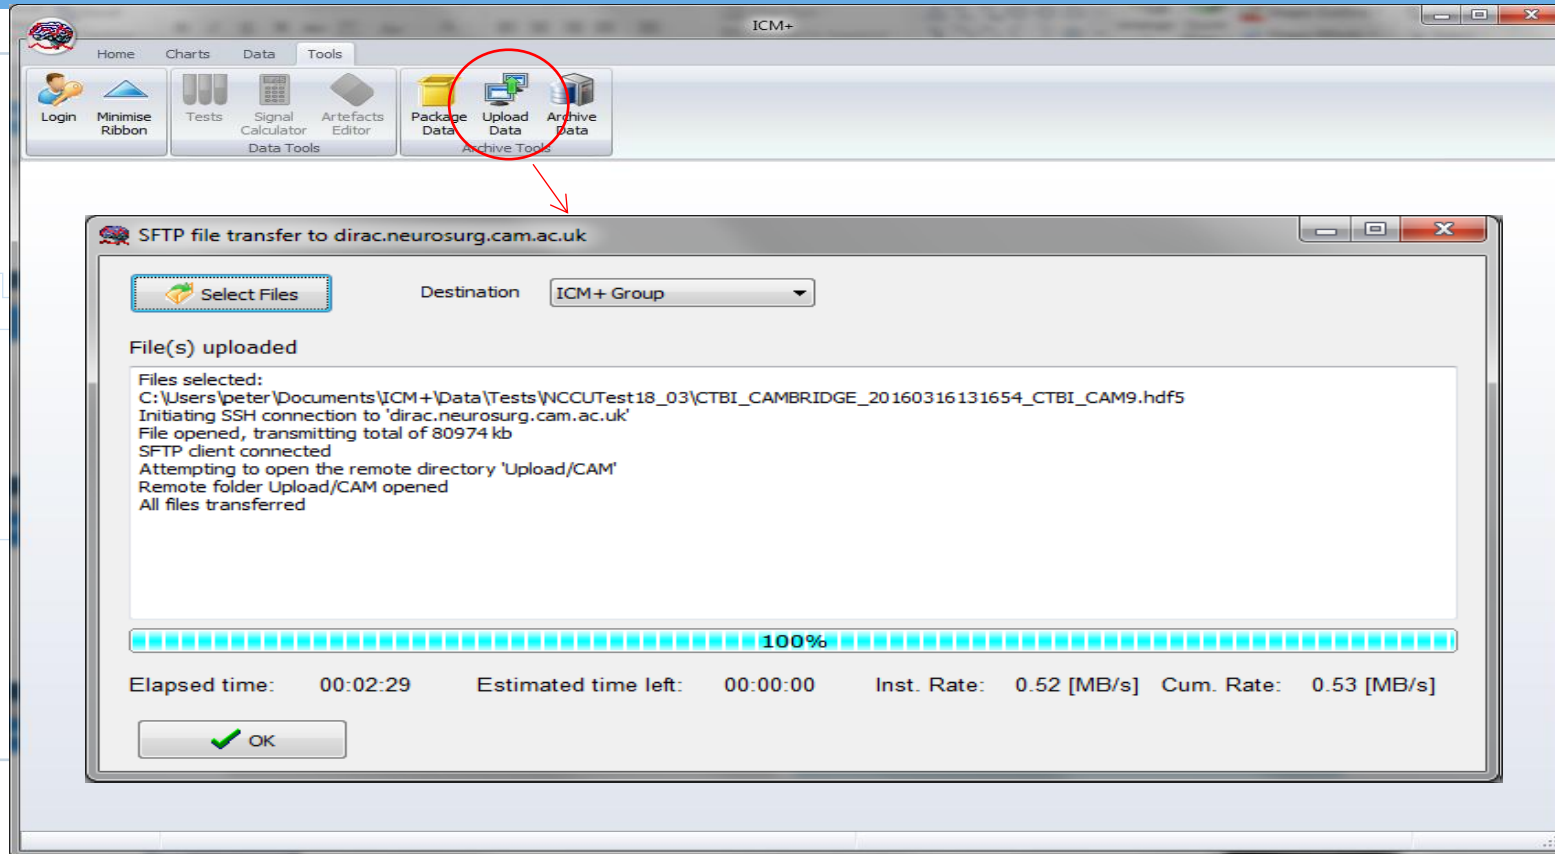 ICM+
Home Charts Data Tools
Login
Minimise Ribbon
Tests
Signal Calculator
Artefacts Editor
Package Data
Upload Data
Archive Data
Data Tools
Archive Tools
SFTP file transfer to dirac.neurosurg.cam.ac.uk
Select Files Destination ICM+ Group
File(s) uploaded
Files selected:
C:\Users\peter\Documents\ICM+\Data\Tests\NCCUTest18_03\CTBI_CAMBRIDGE_20160316131654_CTBI_CAM9.hdf5
Initiating SSH connection to 'dirac.neurosurg.cam.ac.uk'
File opened, transmitting total of 80974 kb
SFTP client connected
Attempting to open the remote directory 'Upload/CAM'
Remote folder Upload/CAM opened
All files transferred
100%
Elapsed time: 00:02:29 Estimated time left: 00:00:00 Inst. Rate: 0.52 [MB/s] Cum. Rate: 0.53 [MB/s]
OK